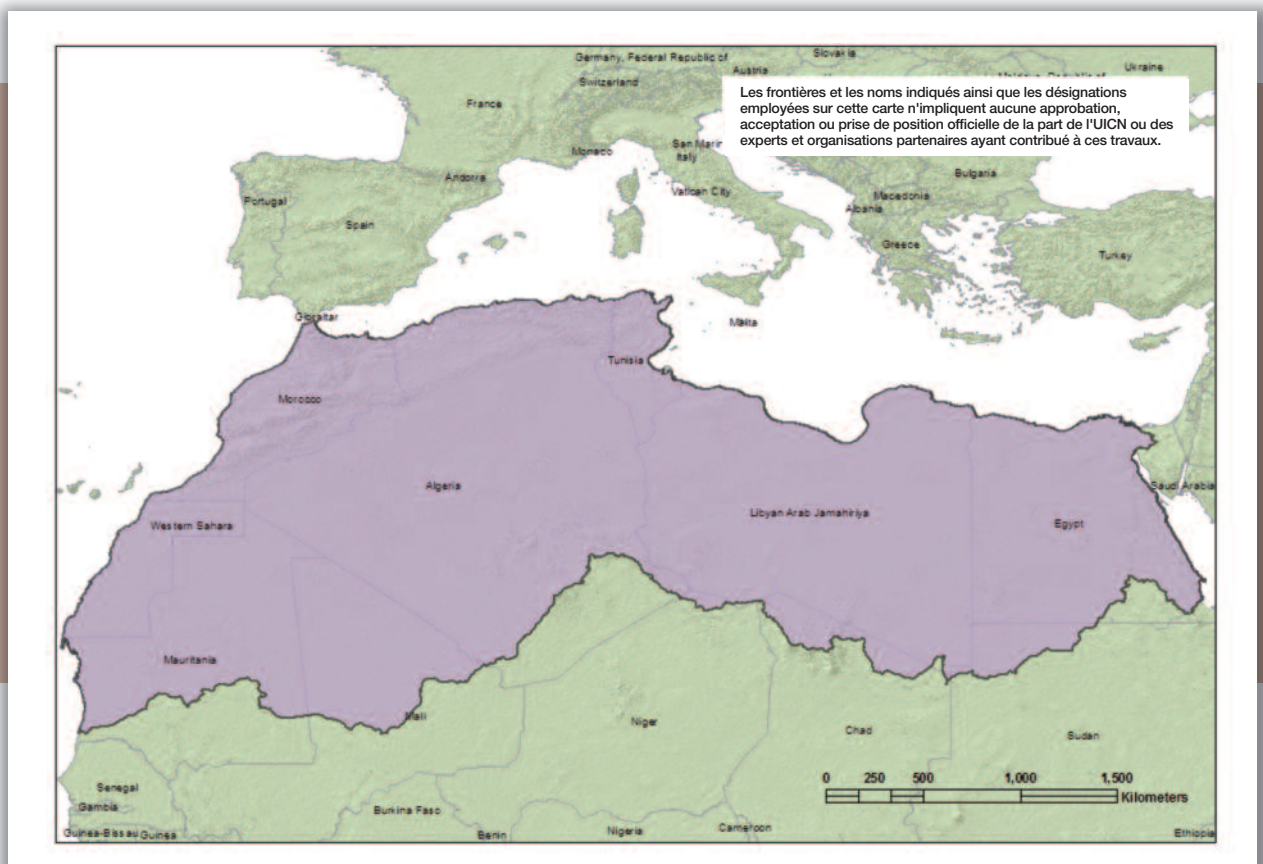 Germany, Federal Republic of
Slovakia
Austria
Ukraine
Switzerland
France
Les frontières et les noms indiqués ainsi que les désignations
employées sur cette carte n'impliquent aucune approbation,
acceptation ou prise de position officielle de la part de l'UICN ou des
experts et organisations partenaires ayant contribué à ces travaux.
Monaco
San Marin
Italy
Andorra
Vatican City
Bulgaria
Macedonia
Albania
Portugal
Spain
Greece
Turkey
Gibraltar
Malta
Tunisia
Morocco
Algeria
Saudi Arabia
Western Sahara
Libyan Arab Jamahiriya
Egypt
Mauritania
Mali
Niger
Chad
Sudan
Senegal
Gambia
Guinea-Bissau
Guinea
Burkina Faso
Benin
Nigeria
Cameroon
Ethiopia
0 250 500 1,000 1,500
Kilometers